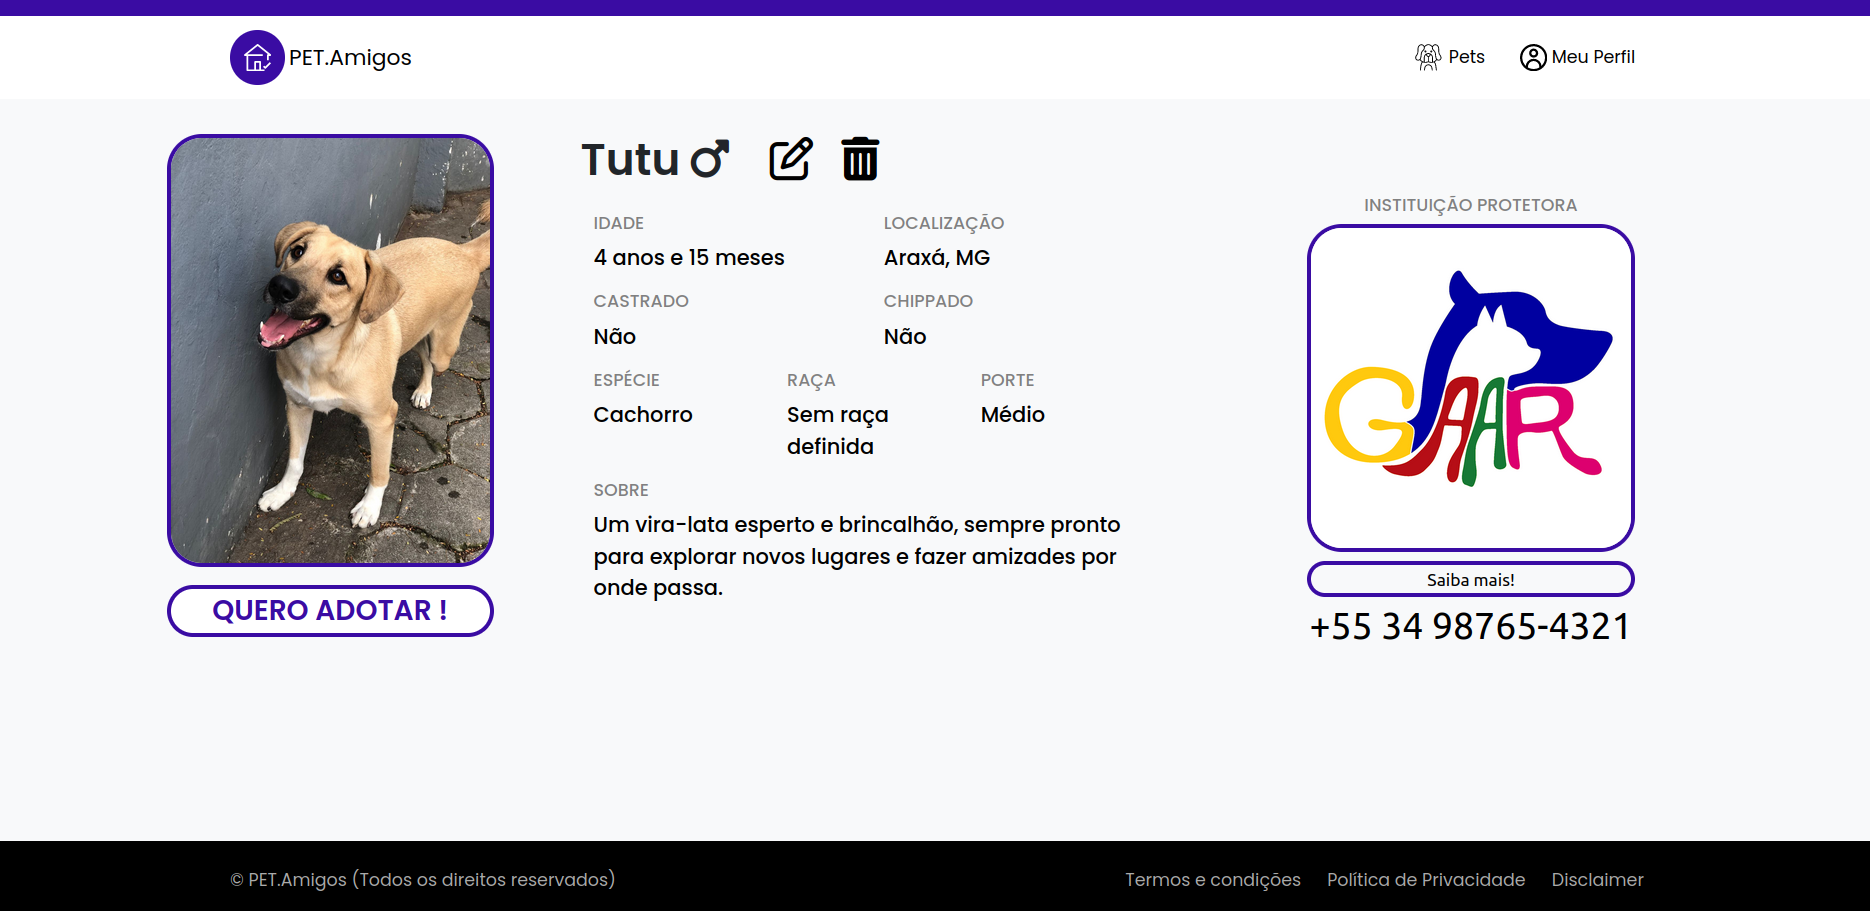 PET.Amigos
Pets
Meu Perfil
Tutu
IDADE
4 anos e 15 meses
LOCALIZAÇÃO
Araxá, MG
CASTRADO
Não
CHIPPADO
Não
ESPÉCIE
Cachorro
RAÇA
Sem raça
definida
PORTE
Médio
SOBRE
Um vira-lata esperto e brincalhão, sempre pronto
para explorar novos lugares e fazer amizades por
onde passa.
QUERO ADOTAR !
INSTITUIÇÃO PROTETORA
GAAR
Saiba mais!
+55 34 98765-4321
© PET.Amigos (Todos os direitos reservados)
Termos e condições
Política de Privacidade
Disclaimer